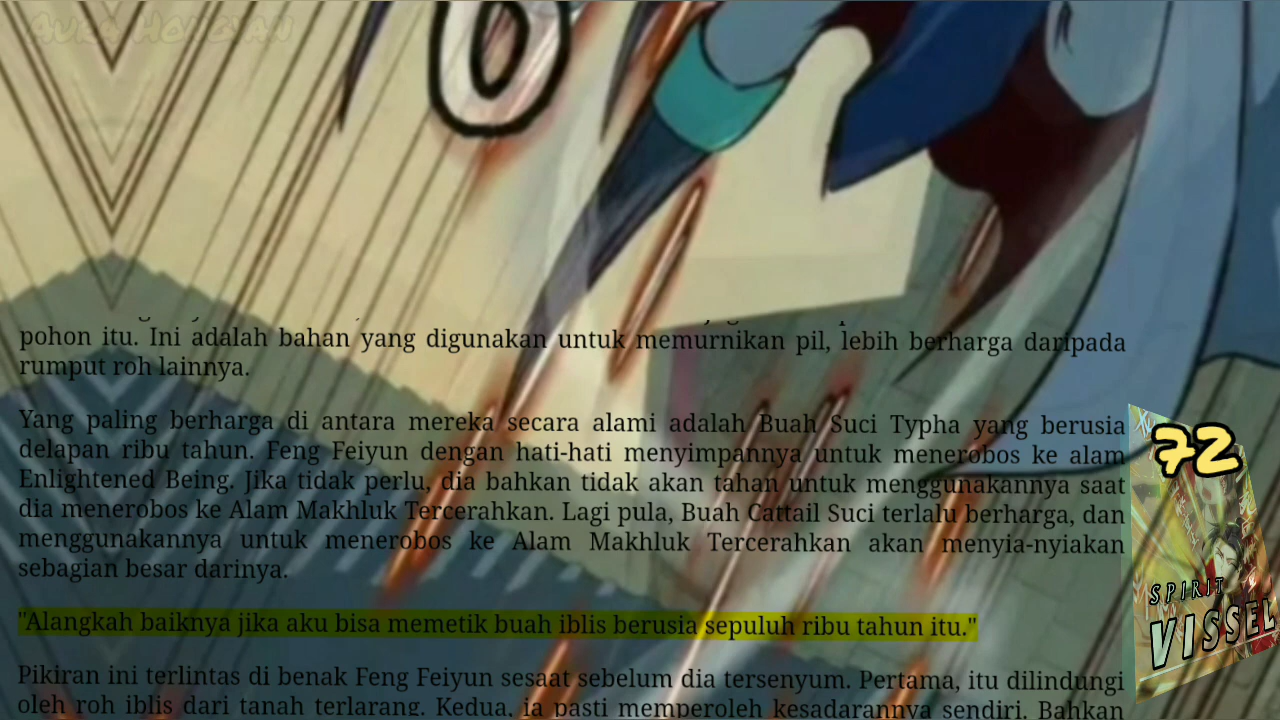 AURA HONGYAN
0
pohon itu. Ini adalah bahan yang digunakan untuk memurnikan pil, lebih berharga daripada
rumput roh lainnya.
Yang paling berharga di antara mereka secara alami adalah Buah Suci Typha yang berusia
delapan ribu tahun. Feng Feiyun dengan hati-hati menyimpannya untuk menerobos ke alam
Enlightened Being. Jika tidak perlu, dia bahkan tidak akan tahan untuk menggunakannya saat
dia menerobos ke Alam Makhluk Tercerahkan. Lagi pula, Buah Cattail Suci terlalu berharga, dan
menggunakannya untuk menerobos ke Alam Makhluk Tercerahkan akan menyia-nyiakan
sebagian besar darinya.
72
SPIRIT
VISSEL
"Alangkah baiknya jika aku bisa memetik buah iblis berusia sepuluh ribu tahun itu."
Pikiran ini terlintas di benak Feng Feiyun sesaat sebelum dia tersenyum. Pertama, itu dilindungi
oleh roh iblis dari tanah terlarang. Kedua, ia pasti memperoleh kesadarannya sendiri. Bahkan